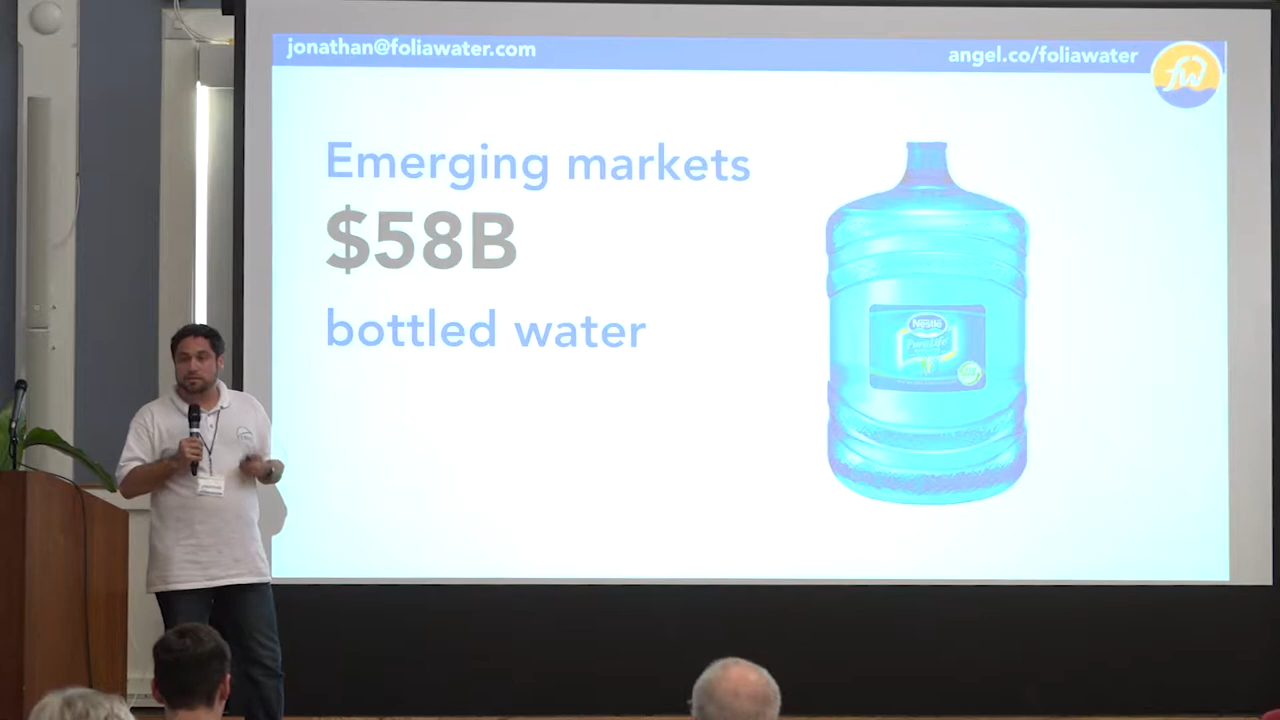 jonathan@foliawater.com
angel.co/foliawater
fw
Emerging markets
$58B
bottled water
Nestlé
Pure Life